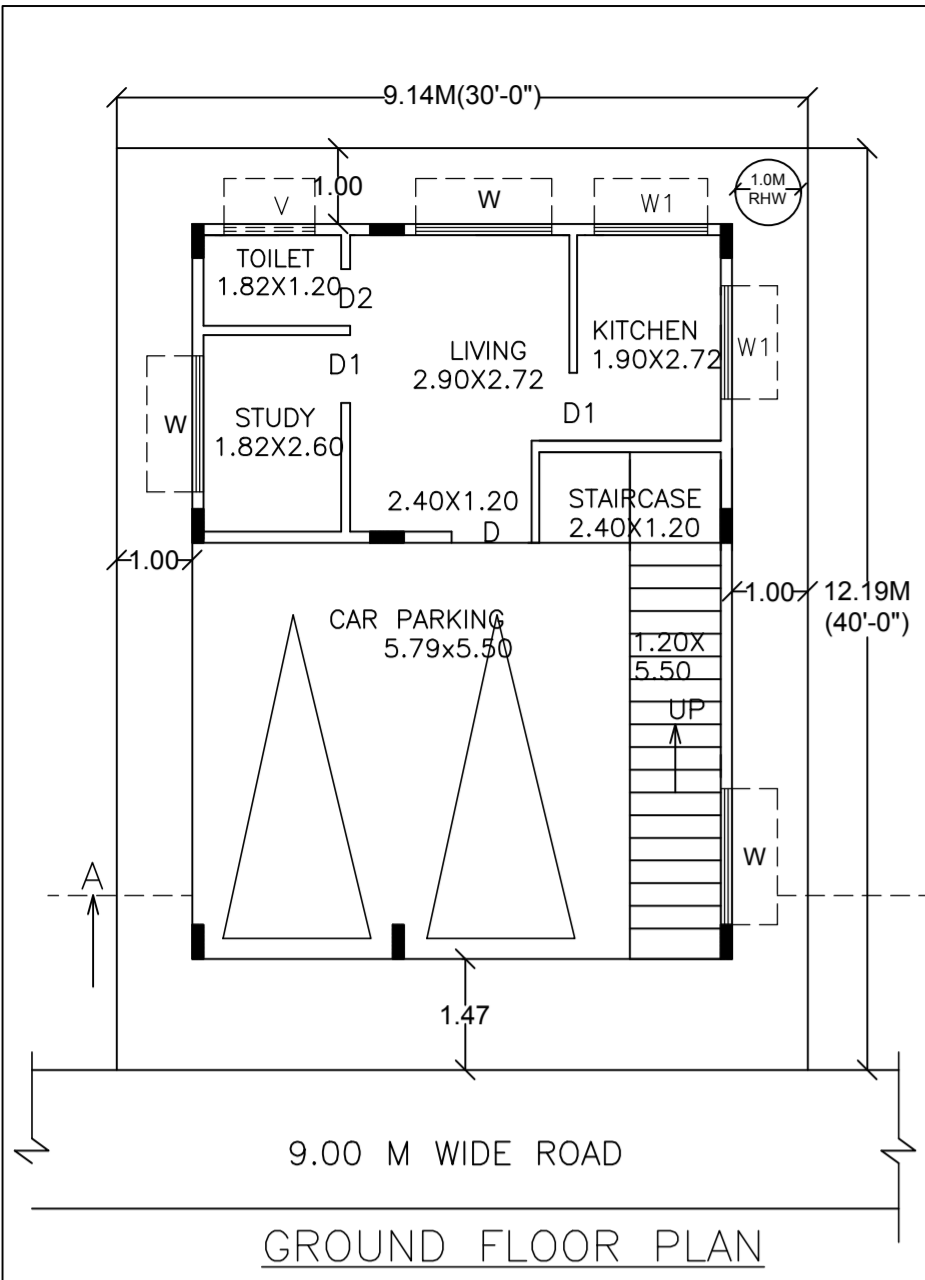 9.14M(30'-0")
1.00
V
W
W1
1.0M
RHW
TOILET
1.82X1.20
D2
LIVING
2.90X2.72
KITCHEN
1.90X2.72
W1
D1
W
STUDY
1.82X2.60
D1
2.40X1.20
D
STAIRCASE
2.40X1.20
1.00
1.00
12.19M
(40'-0")
CAR PARKING
5.79x5.50
1.20X
5.50
UP
W
A
1.47
9.00 M WIDE ROAD
GROUND FLOOR PLAN